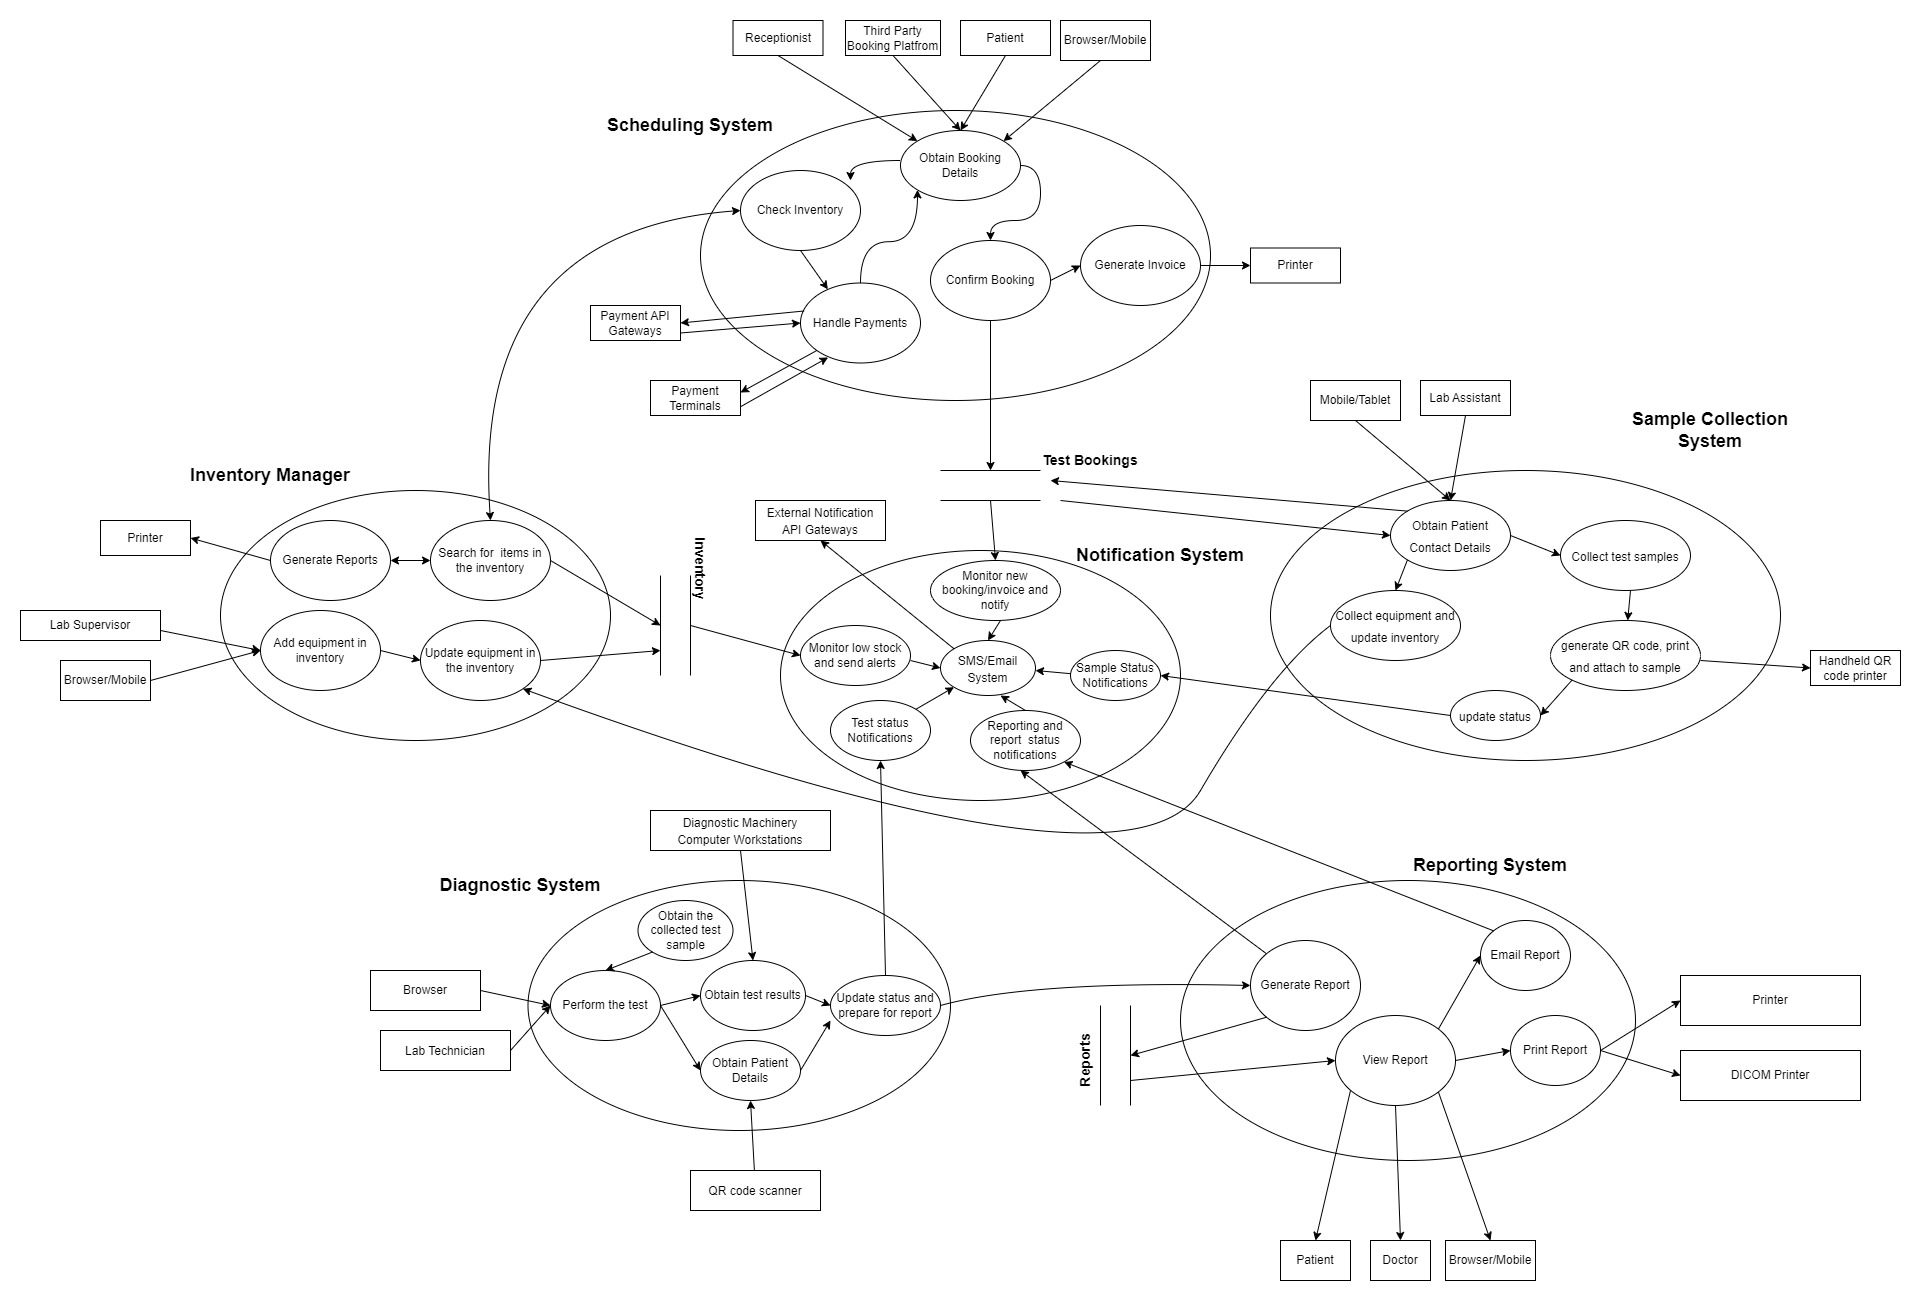 Receptionist
Third Party
Booking Platfrom
Patient
Browser/Mobile
Scheduling System
Obtain Booking
Details
Check Inventory
Confirm Booking
Generate Invoice
Printer
Payment API
Gateways
Handle Payments
Payment
Terminals
Mobile/Tablet
Lab Assistant
Sample Collection
System
Test Bookings
Inventory Manager
Printer
Generate Reports
Search for  items in
the inventory
Lab Supervisor
Browser/Mobile
Add equipment in
inventory
Update equipment in
the inventory
Inventory
External Notification
API Gateways
Notification System
Monitor new
booking/invoice and
notify
Monitor low stock
and send alerts
SMS/Email
System
Sample Status
Notifications
Test status
Notifications
Reporting and
report  status
notifications
Obtain Patient
Contact Details
Collect test samples
Collect equipment and
update inventory
generate QR code, print
and attach to sample
Handheld QR
code printer
update status
Diagnostic Machinery
Computer Workstations
Diagnostic System
Obtain the
collected test
sample
Browser
Lab Technician
Perform the test
Obtain test results
Update status and
prepare for report
Obtain Patient
Details
QR code scanner
Reporting System
Generate Report
Email Report
Reports
View Report
Print Report
Printer
DICOM Printer
Patient
Doctor
Browser/Mobile